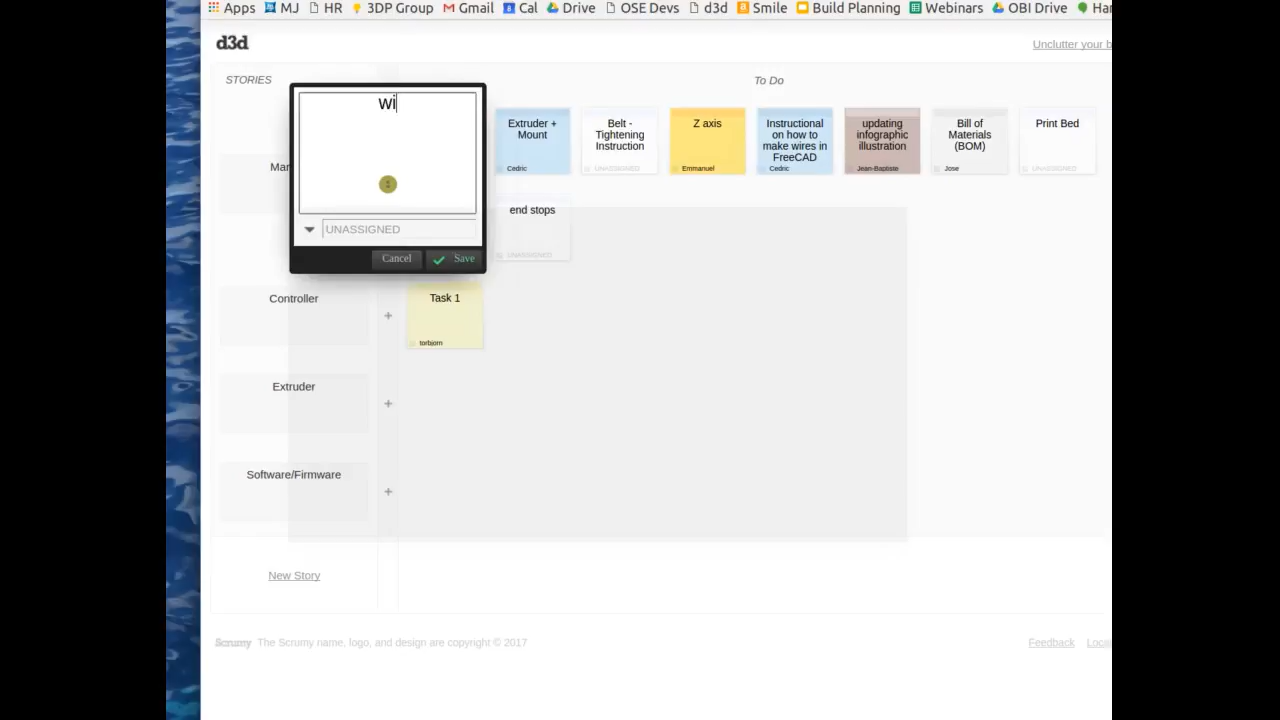 Apps MJ HR 3DP Group Gmail Cal Drive OSE Devs d3d Smile Build Planning Webinars OBI Drive Har
d3d
Unclutter your b
STORIES
To Do
wi
UNASSIGNED
Cancel
Save
Extruder +
Mount
Cedric
Belt -
Tightening
Instruction
UNASSIGNED
Z axis
Emmanuel
Instructional
on how to
make wires in
FreeCAD
Cedric
updating
infographic
illustration
Jean-Baptiste
Bill of
Materials
(BOM)
Jose
Print Bed
UNASSIGNED
Mar
end stops
UNASSIGNED
Controller
+
Task 1
torbjorn
Extruder
+
Software/Firmware
+
New Story
Scrumy The Scrumy name, logo, and design are copyright © 2017
Feedback